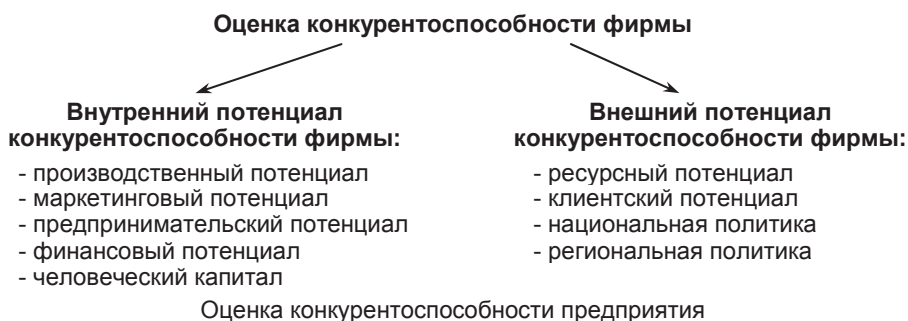 Оценка конкурентоспособности фирмы
Внутренний потенциал
конкурентоспособности фирмы:
- производственный потенциал
- маркетинговый потенциал
- предпринимательский потенциал
- финансовый потенциал
- человеческий капитал
Внешний потенциал
конкурентоспособности фирмы:
- ресурсный потенциал
- клиентский потенциал
- национальная политика
- региональная политика
Оценка конкурентоспособности предприятия